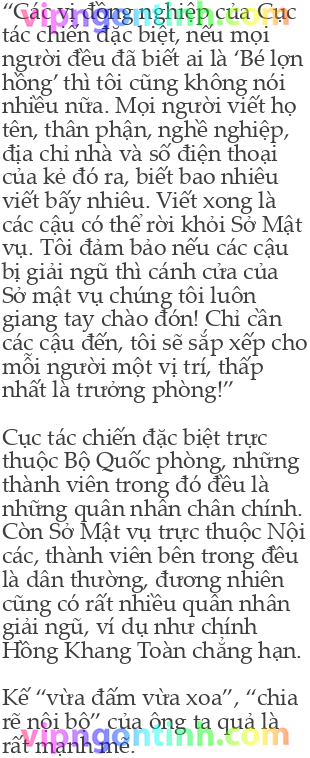 “Các vị đồng nghiệp của Cục
tác chiến đặc biệt, nếu mọi
người đều đã biết ai là ‘Bé lợn
hồng’ thì tôi cũng không nói
nhiều nữa. Mọi người viết họ
tên, thân phận, nghề nghiệp,
địa chỉ nhà và số điện thoại
của kẻ đó ra, biết bao nhiêu
viết bấy nhiêu. Viết xong là
các cậu có thể rời khỏi Sở Mật
vụ. Tôi đảm bảo nếu các cậu
bị giải ngũ thì cánh cửa của
Sở mật vụ chúng tôi luôn
giang tay chào đón! Chỉ cần
các cậu đến, tôi sẽ sắp xếp cho
mỗi người một vị trí, thấp
nhất là trưởng phòng!”
Cục tác chiến đặc biệt trực
thuộc Bộ Quốc phòng, những
thành viên trong đó đều là
những quân nhân chân chính.
Còn Sở Mật vụ trực thuộc Nội
các, thành viên bên trong đều
là dân thường, đương nhiên
cũng có rất nhiều quân nhân
giải ngũ, ví dụ như chính
Hồng Khang Toàn chẳng hạn.
Kế “vừa đấm vừa xoa”, “chia
rẽ nội bộ” của ông ta quả là
vipngontinh.com
rất mạnh mẽ.